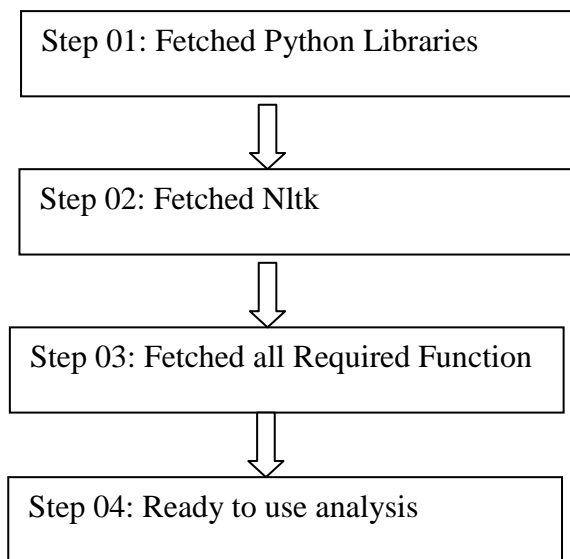 Step 01: Fetched Python Libraries
Step 02: Fetched Nltk
Step 03: Fetched all Required Function
Step 04: Ready to use analysis